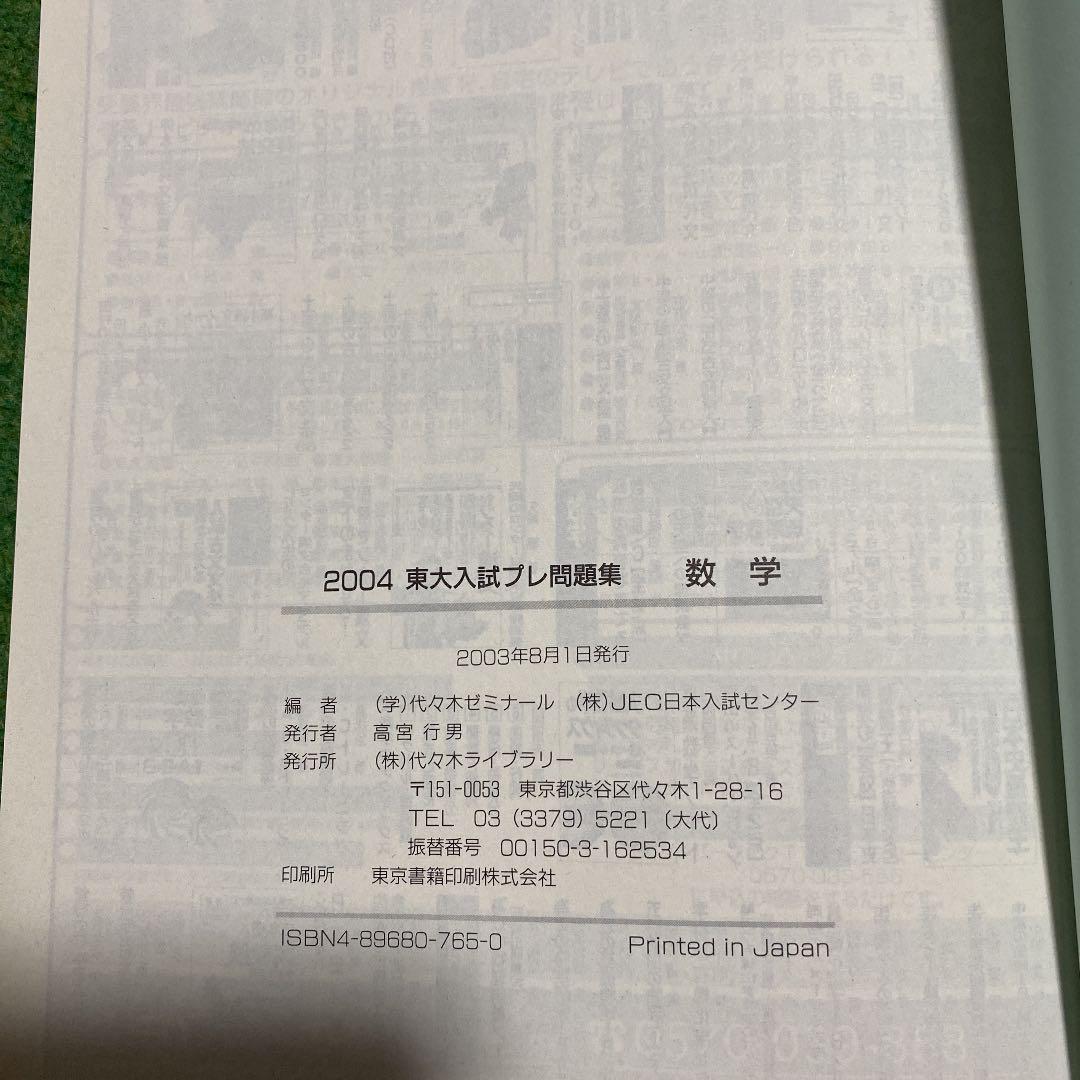 2004 東大入試プレ問題集 数 学
2003年8月1日発行
編 者 (学)代々木ゼミナール (株)JEC日本入試センター
発行者 高宮 行男
発行所 (株)代々木ライブラリー
〒151-0053 東京都渋谷区代々木1-28-16
TEL 03 (3379) 5221 (大代)
振替番号 00150-3-162534
印刷所 東京書籍印刷株式会社
ISBN4-89680-765-0 Printed in Japan